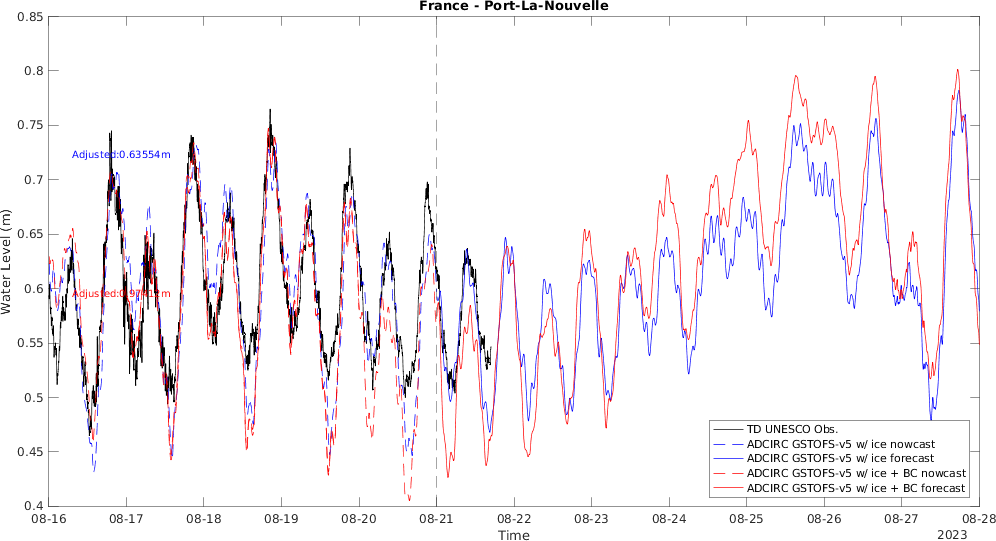 France - Port-La-Nouvelle
0.85
0.8
0.75
0.7
0.65
0.6
0.55
0.5
0.45
0.4
Water Level (m)
Adjusted:0.63554m
TD UNESCO Obs.
ADCIRC GSTOFS-v5 w/ ice nowcast
ADCIRC GSTOFS-v5 w/ ice forecast
ADCIRC GSTOFS-v5 w/ ice + BC nowcast
ADCIRC GSTOFS-v5 w/ ice + BC forecast
08-16 08-17 08-18 08-19 08-20 08-21 08-22 08-23 08-24 08-25 08-26 08-27 08-28
Time
2023